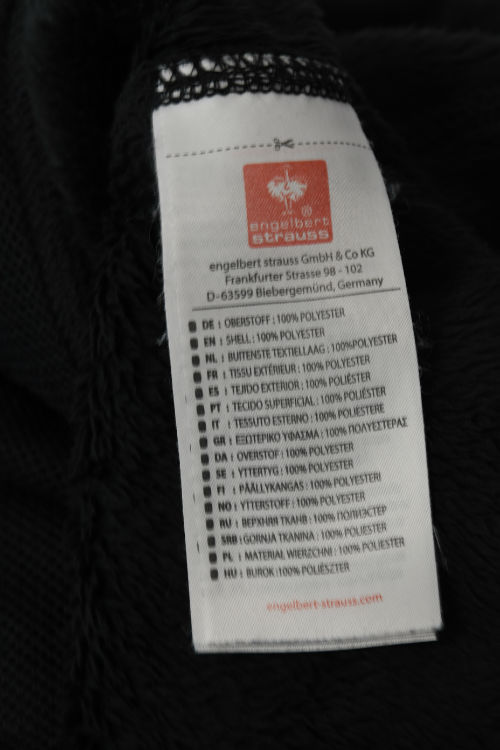 engelbert
strauss
engelbert strauss GmbH & Co KG
Frankfurter Strasse 98 - 102
D-63599 Biebergemünd, Germany
DE : OBERSTOFF : 100% POLYESTER
EN : SHELL : 100% POLYESTER
NL : BUITENSTE TEXTIELLAAG : 100%POLYESTER
FR : TISSU EXTÉRIEUR : 100% POLYESTER
ES : TEJIDO EXTERIOR : 100% POLIÉSTER
PT : TECIDO SUPERFICIAL : 100% POLIÉSTER
IT : TESSUTO ESTERNO : 100% POLIESTERE
GR : ΕΞΩΤΕΡΙΚΟ ΥΦΑΣΜΑ : 100% ΠΟΛΥΕΣΤΕΡΑΣ
DA : OVERSTOF : 100% POLYESTER
SE : YTTERTYG : 100% POLYESTER
FI : PÄÄLLYKANGAS : 100% POLYESTERI
NO : YTTERSTOFF : 100% POLYESTER
RU : ВЕРХНЯЯ ТКАНЬ : 100% ПОЛИЭСТЕР
SRB : GORNJA TKANINA : 100% POLIESTER
PL : MATERIAŁ WIERZCHNI : 100% POLIESTER
HU : BUROK :100% POLIÉSZTER
engelbert-strauss.com